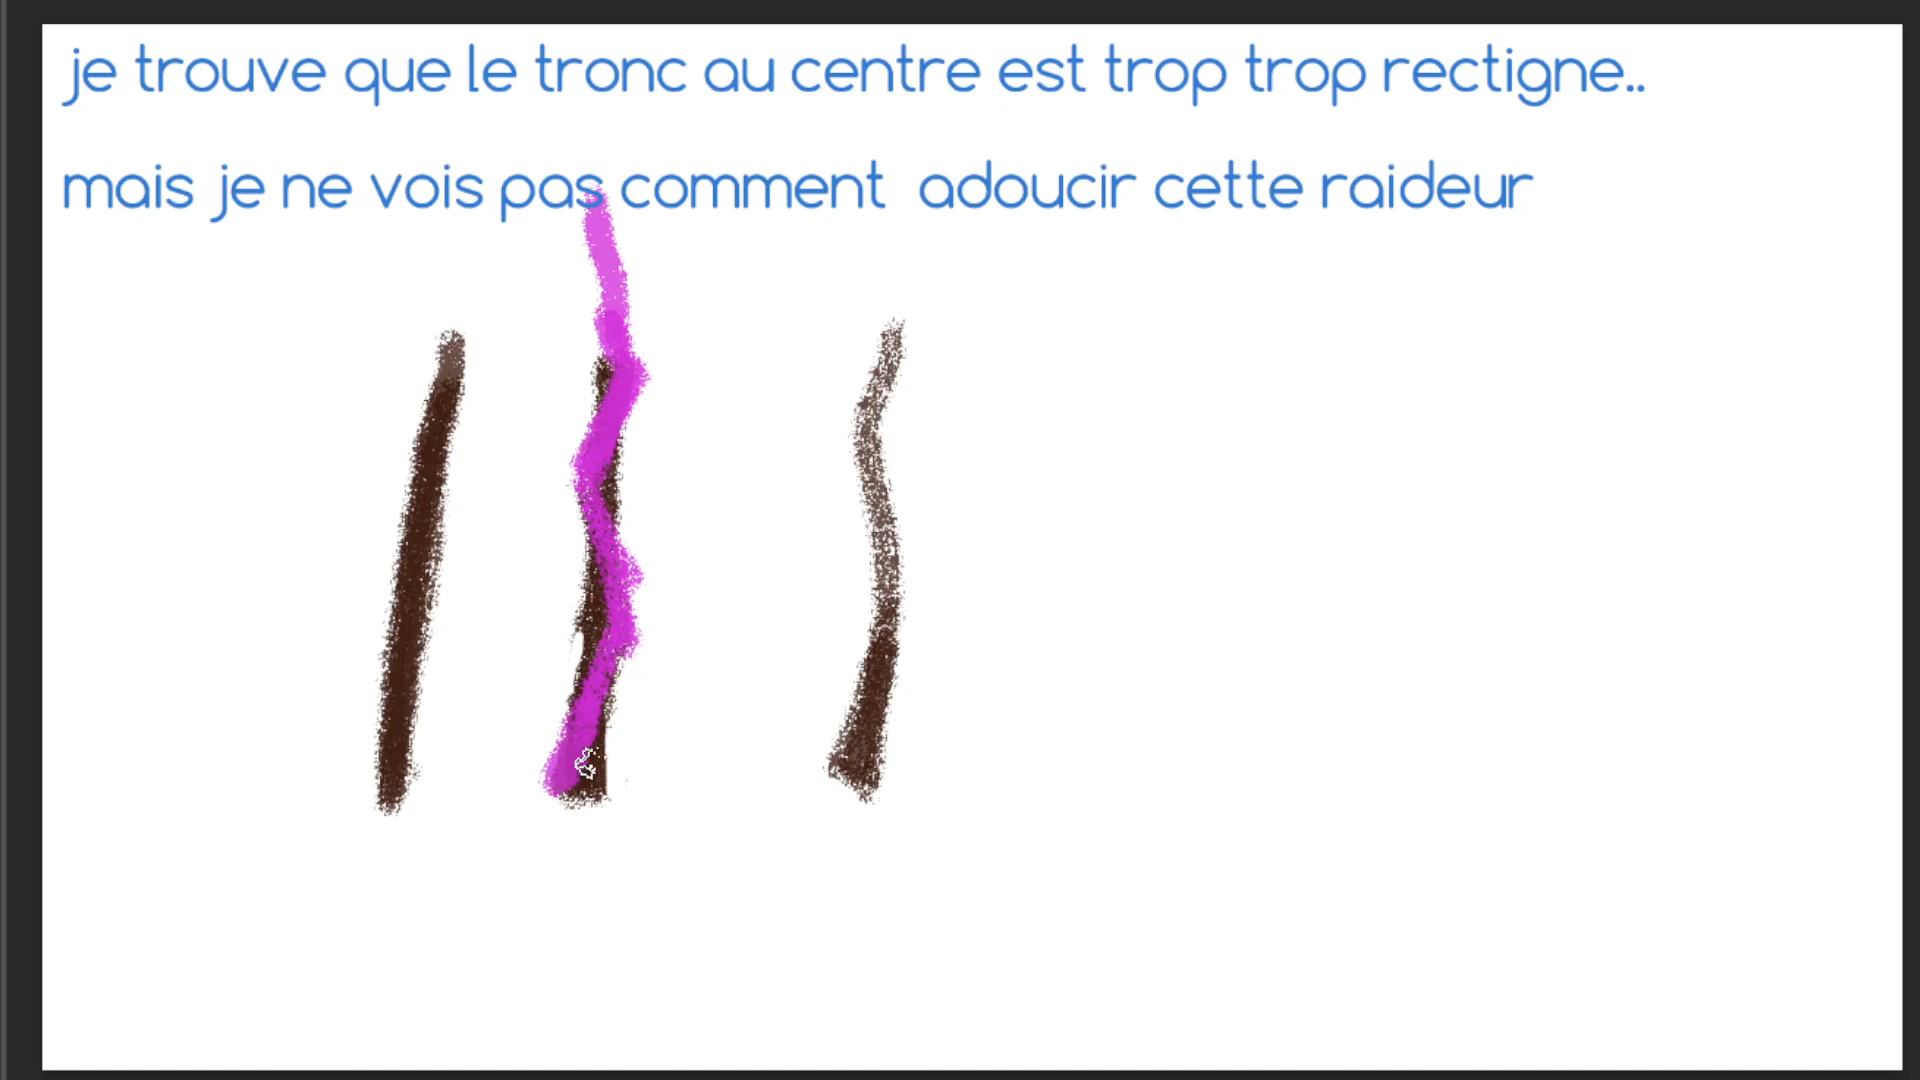 je trouve que le tronc au centre est trop trop rectigne..
mais je ne vois pas comment adoucir cette raideur